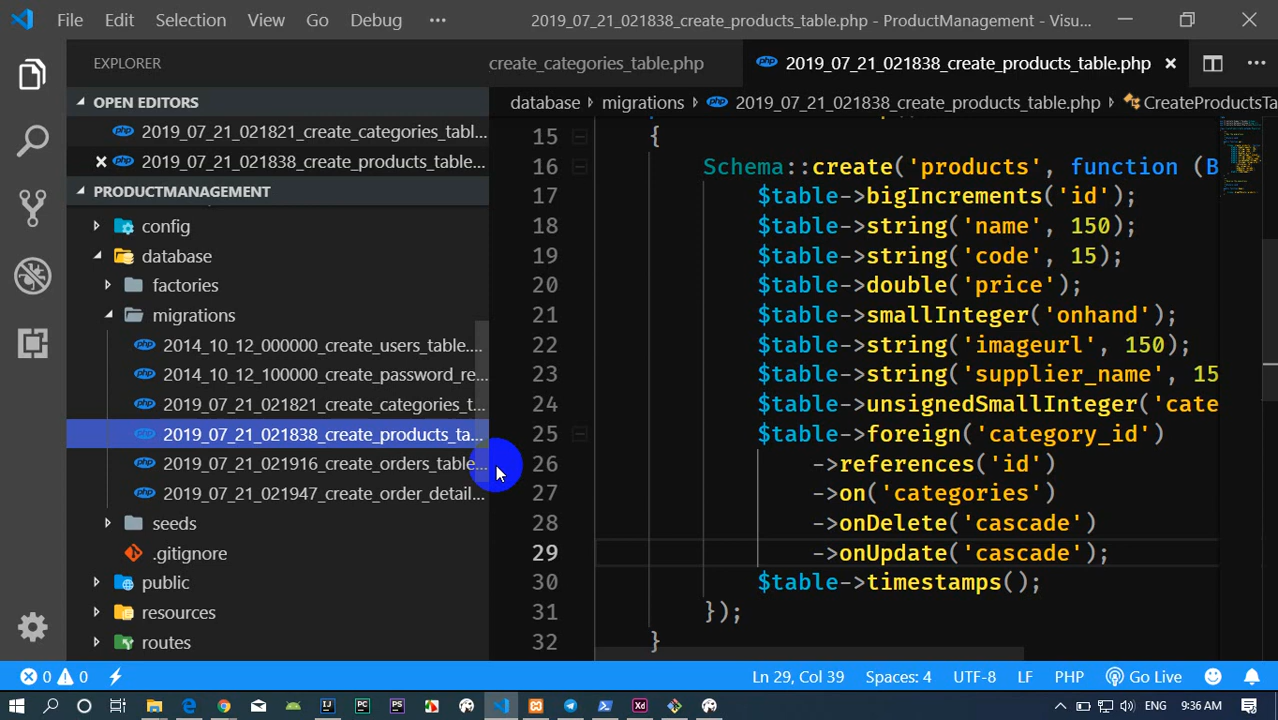 File Edit Selection View Go Debug ··· 2019_07_21_021838_create_products_table.php - ProductManagement - Visu...
EXPLORER
OPEN EDITORS
2019_07_21_021821_create_categories_tabl...
2019_07_21_021838_create_products_table...
PRODUCTMANAGEMENT
config
database
factories
migrations
2014_10_12_000000_create_users_table....
2014_10_12_100000_create_password_re...
2019_07_21_021821_create_categories_t...
2019_07_21_021838_create_products_ta...
2019_07_21_021916_create_orders_table...
2019_07_21_021947_create_order_detail...
seeds
.gitignore
public
resources
routes
create_categories_table.php 2019_07_21_021838_create_products_table.php
database › migrations › 2019_07_21_021838_create_products_table.php › CreateProductsTa
15 {
16 Schema::create('products', function (B
17 $table->bigIncrements('id');
18 $table->string('name', 150);
19 $table->string('code', 15);
20 $table->double('price');
21 $table->smallInteger('onhand');
22 $table->string('imageurl', 150);
23 $table->string('supplier_name', 15
24 $table->unsignedSmallInteger('cate
25 $table->foreign('category_id')
26 ->references('id')
27 ->on('categories')
28 ->onDelete('cascade')
29 ->onUpdate('cascade');
30 $table->timestamps();
31 });
32 }
0 0 Ln 29, Col 39 Spaces: 4 UTF-8 LF PHP Go Live
ENG 9:36 AM